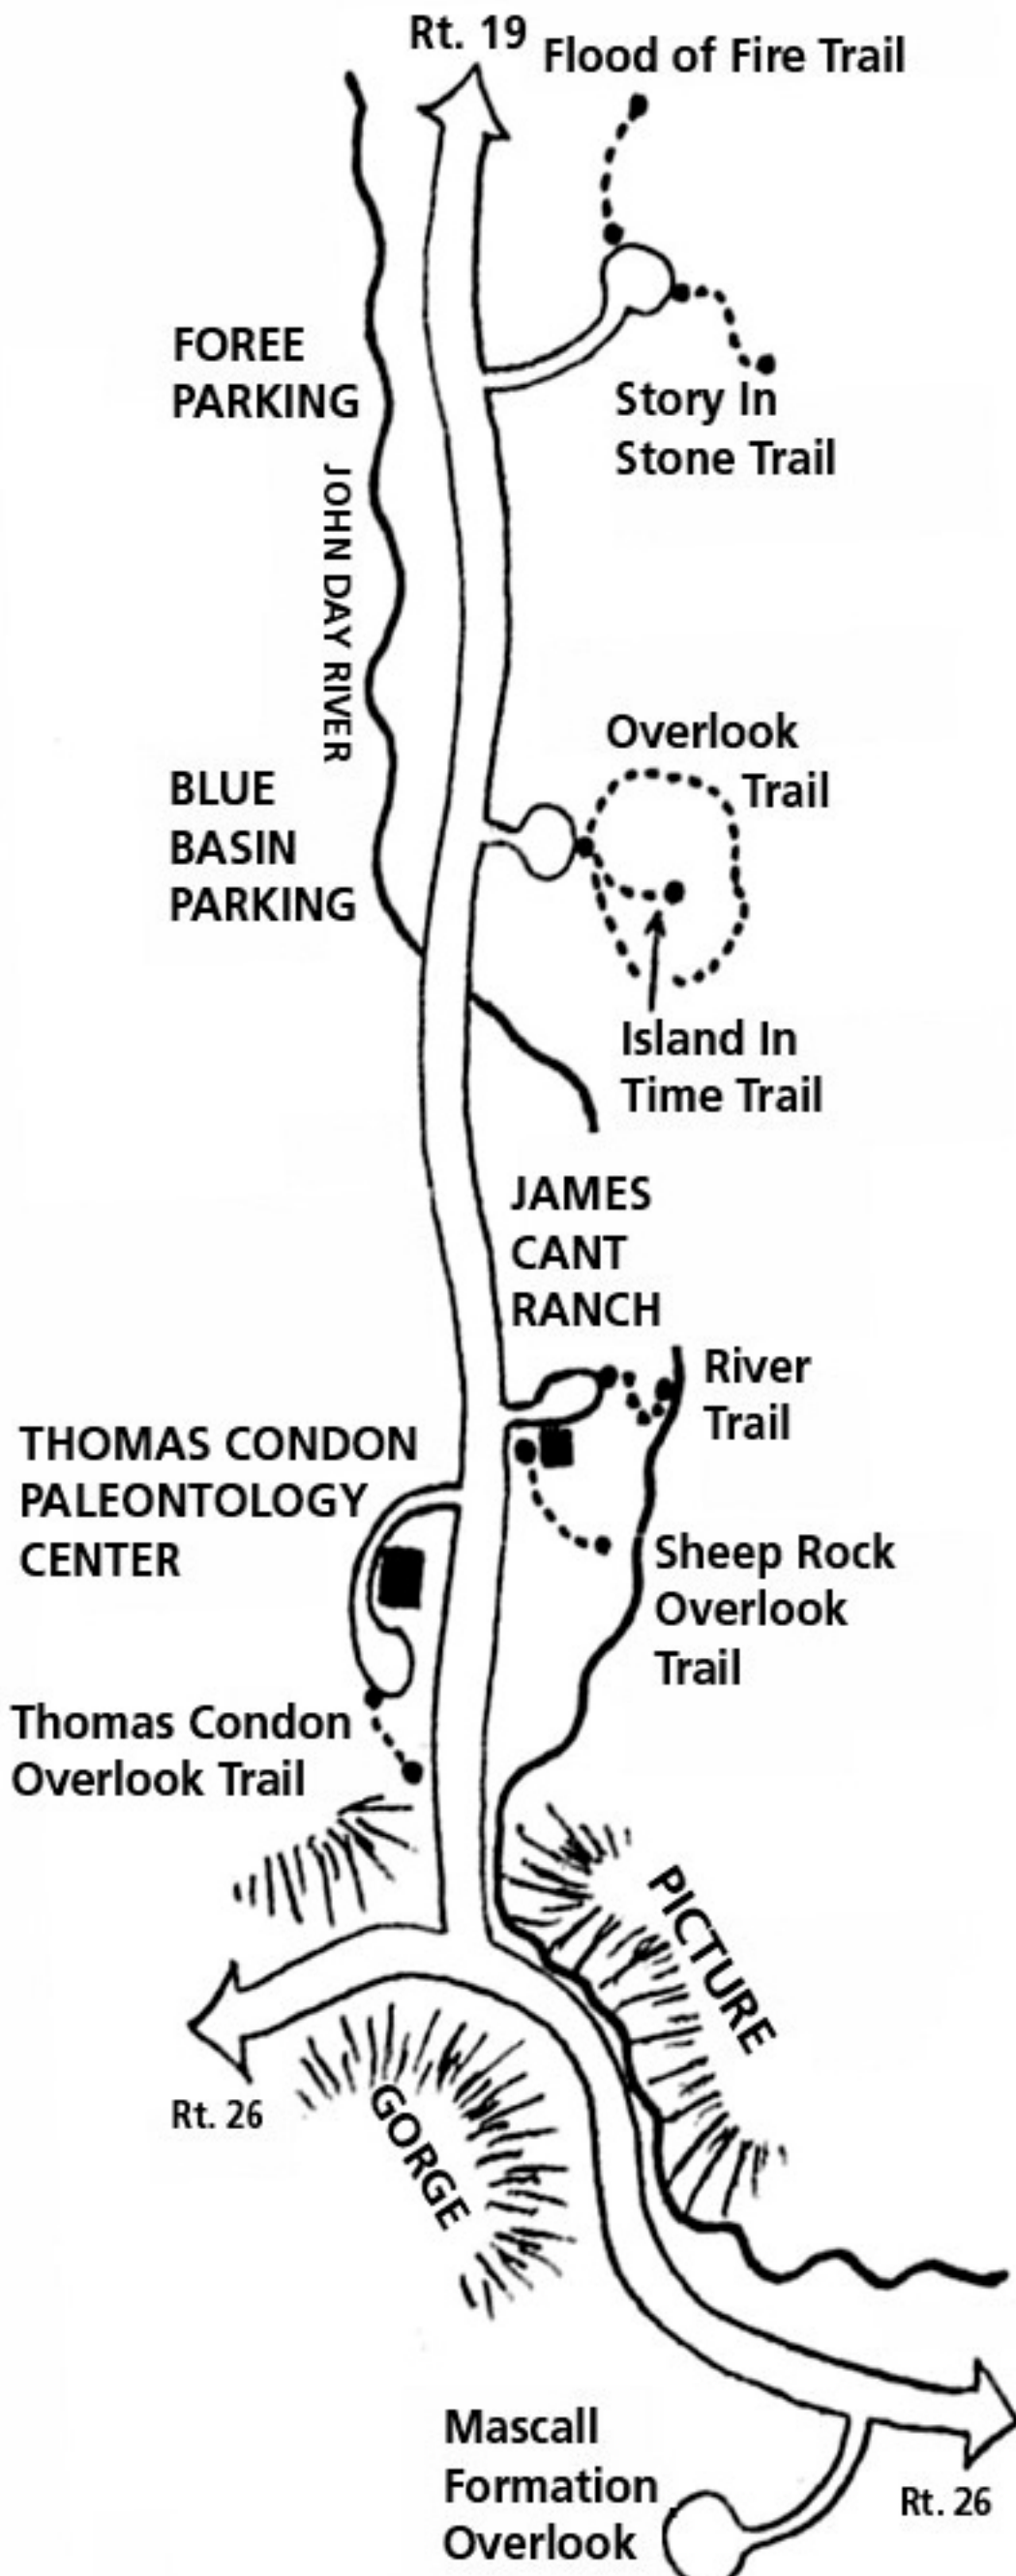 Rt. 19
Flood of Fire Trail
FOREE
PARKING
Story In
Stone Trail
JOHN DAY RIVER
Overlook
Trail
BLUE
BASIN
PARKING
Island In
Time Trail
JAMES
CANT
RANCH
River
Trail
THOMAS CONDON
PALEONTOLOGY
CENTER
Sheep Rock
Overlook
Trail
Thomas Condon
Overlook Trail
PICTURE
GORGE
Rt. 26
Mascall
Formation
Overlook
Rt. 26